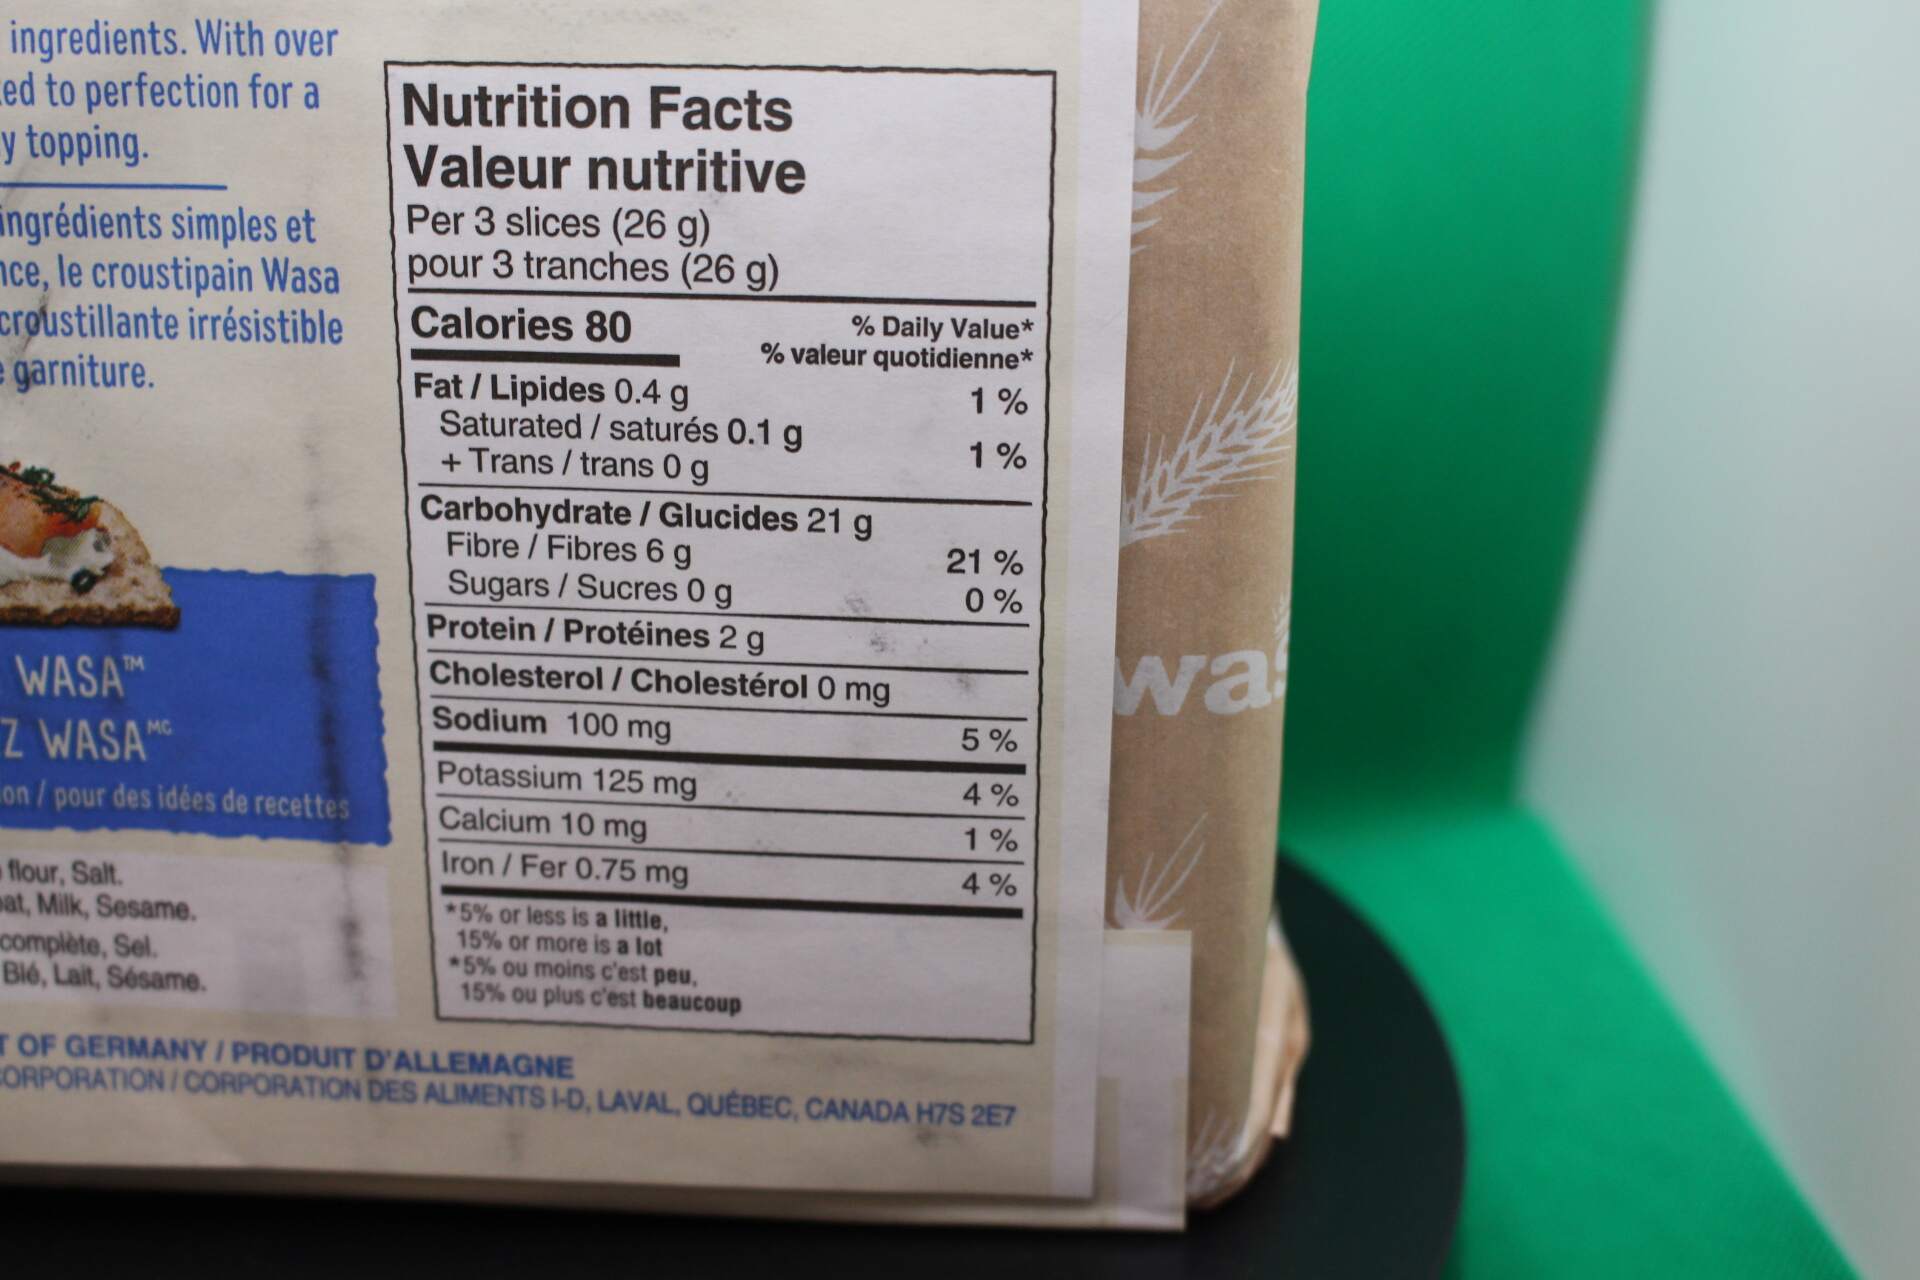 ingredients. With over
ed to perfection for a
y topping.
ingrédients simples et
nce, le croustipain Wasa
croustillante irrésistible
garniture.
WASA™
Z WASA MC
on / pour des idées de recettes
flour, Salt.
eat, Milk, Sesame.
complète, Sel.
Blé, Lait, Sésame.
T OF GERMANY / PRODUIT D'ALLEMAGNE
CORPORATION / CORPORATION DES ALIMENTS I-D, LAVAL, QUÉBEC, CANADA H7S 2E7
Nutrition Facts
Valeur nutritive
Per 3 slices (26 g)
pour 3 tranches (26 g)
Calories 80
% Daily Value*
% valeur quotidienne*
Fat / Lipides 0.4 g 1 %
Saturated / saturés 0.1 g
+ Trans / trans 0 g 1 %
Carbohydrate / Glucides 21 g
Fibre / Fibres 6 g 21 %
Sugars / Sucres 0 g 0 %
Protein / Protéines 2 g
Cholesterol / Cholestérol 0 mg
Sodium 100 mg 5 %
Potassium 125 mg 4 %
Calcium 10 mg 1 %
Iron / Fer 0.75 mg 4 %
*5% or less is a little,
15% or more is a lot
*5% ou moins c'est peu,
15% ou plus c'est beaucoup
was